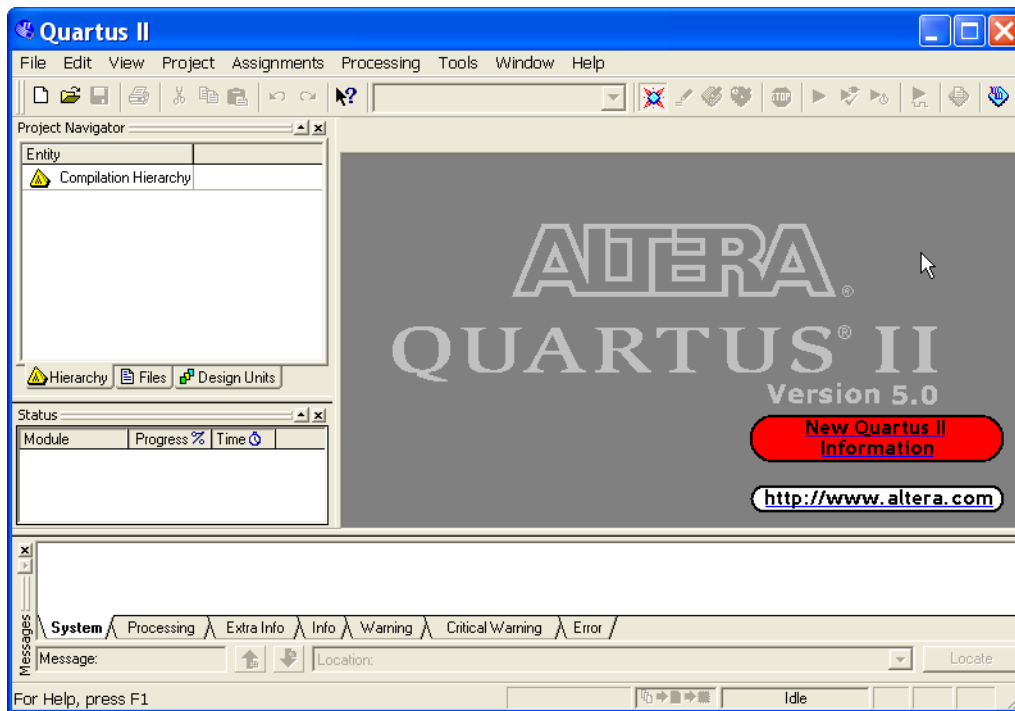 Quartus II
File Edit View Project Assignments Processing Tools Window Help
STOP
Project Navigator
Entity
Compilation Hierarchy
Hierarchy Files Design Units
ALTERA®
QUARTUS® II
Version 5.0
New Quartus II
Information
http://www.altera.com
Status
Module Progress % Time
Messages
System Processing Extra Info Info Warning Critical Warning Error
Message: Location: Locate
For Help, press F1 Idle